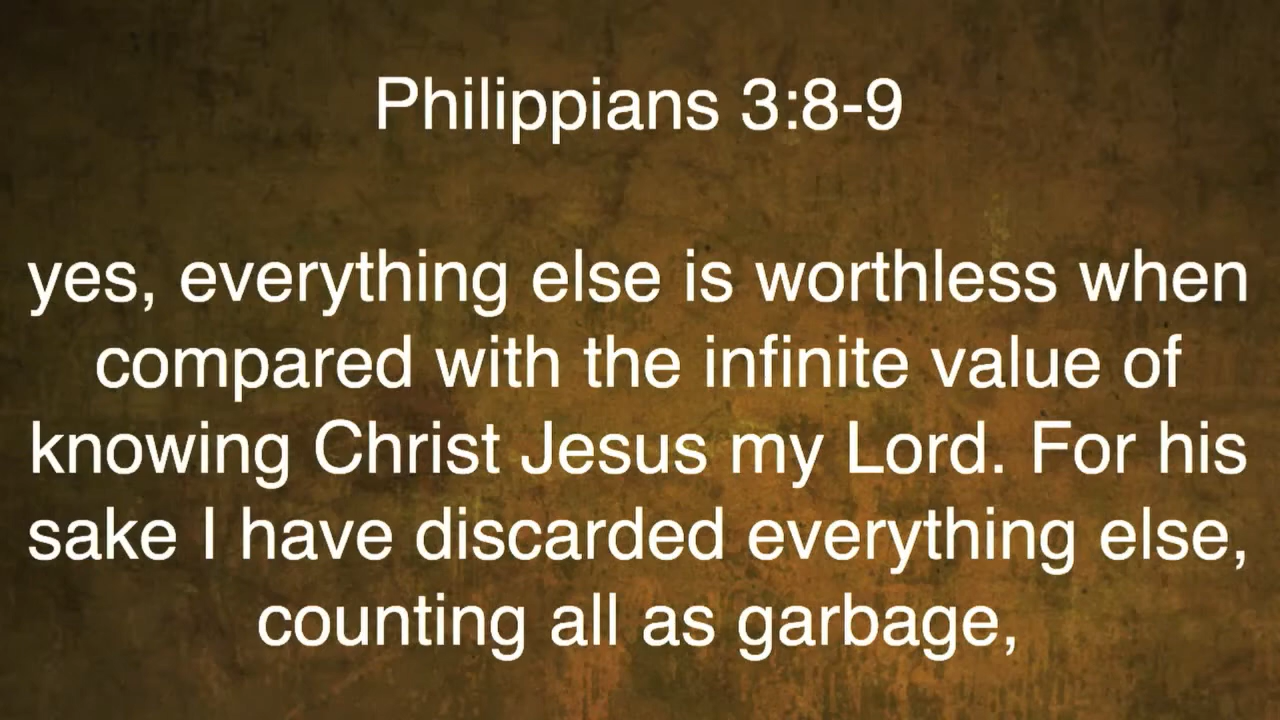 Philippians 3:8-9
yes, everything else is worthless when
compared with the infinite value of
knowing Christ Jesus my Lord. For his
sake I have discarded everything else,
counting all as garbage,